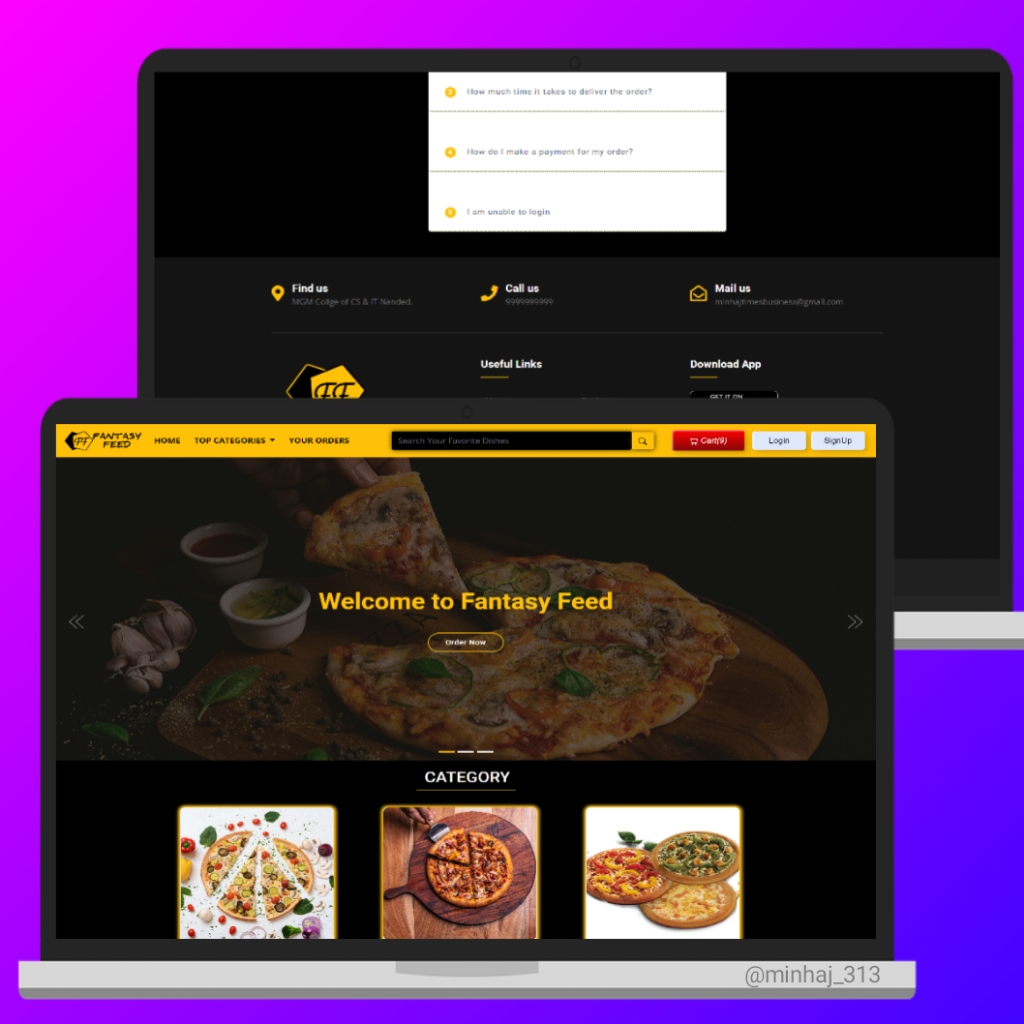 3 How much time it takes to deliver the order?
4 How do I make a payment for my order?
5 I am unable to login
Find us
MGM Collge of CS & IT Nanded.
Call us
9999999999
Mail us
minhajtimesbusiness@gmail.com
FF
Useful Links
Download App
GET IT ON
FF FANTASY FEED
HOME
TOP CATEGORIES
YOUR ORDERS
Search Your Favorite Dishes
Cart(9)
Login
SignUp
Welcome to Fantasy Feed
Order Now
CATEGORY
@minhaj_313